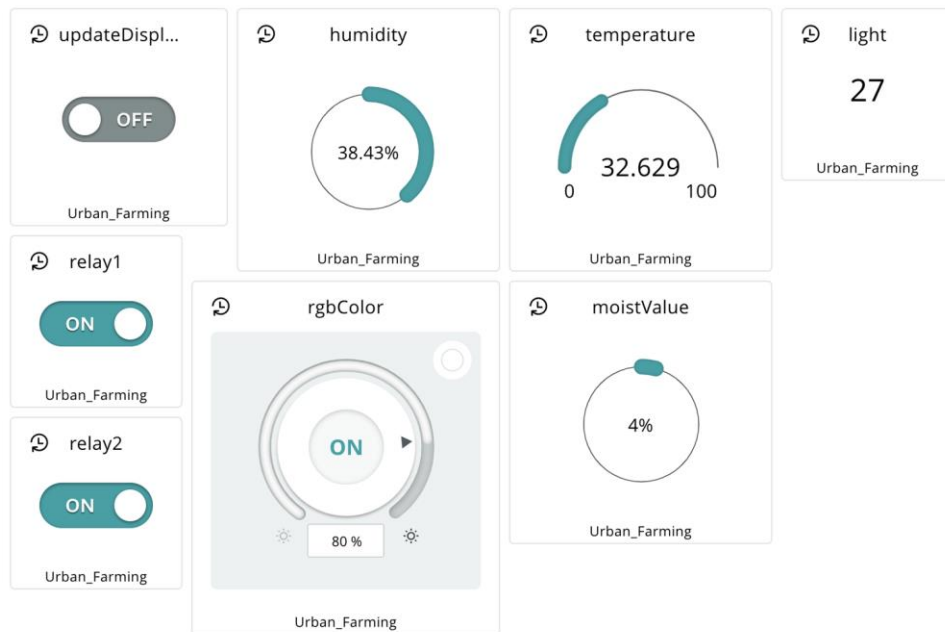 updateDispl...
OFF
Urban_Farming
humidity
38.43%
Urban_Farming
temperature
32.629
0 100
Urban_Farming
light
27
Urban_Farming
relay1
ON
Urban_Farming
relay2
ON
Urban_Farming
rgbColor
ON
80 %
Urban_Farming
moistValue
4%
Urban_Farming